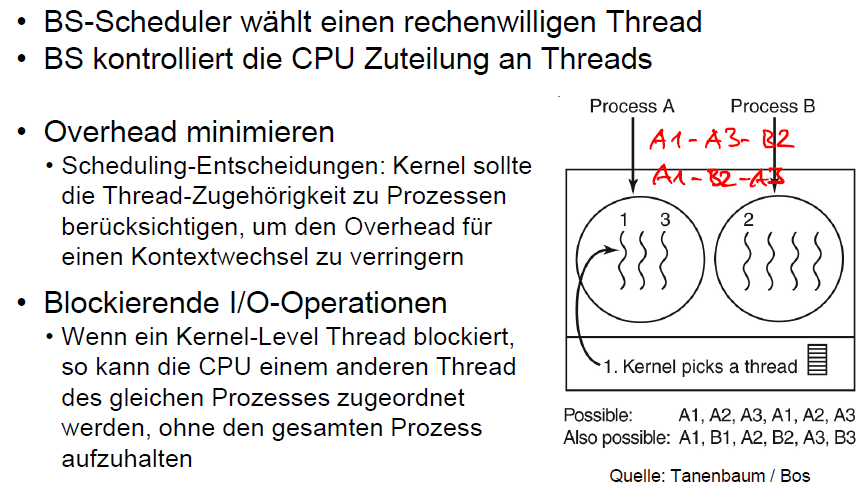 • BS-Scheduler wählt einen rechenwilligen Thread
• BS kontrolliert die CPU Zuteilung an Threads
• Overhead minimieren
• Scheduling-Entscheidungen: Kernel sollte
die Thread-Zugehörigkeit zu Prozessen
berücksichtigen, um den Overhead für
einen Kontextwechsel zu verringern
• Blockierende I/O-Operationen
• Wenn ein Kernel-Level Thread blockiert,
so kann die CPU einem anderen Thread
des gleichen Prozesses zugeordnet
werden, ohne den gesamten Prozess
aufzuhalten
Process A Process B
A1-A3-B2
A1-B2-A3
1 3 2
1. Kernel picks a thread
Possible: A1, A2, A3, A1, A2, A3
Also possible: A1, B1, A2, B2, A3, B3
Quelle: Tanenbaum / Bos